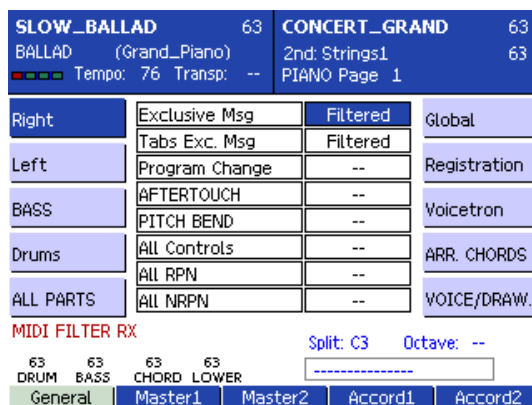 SLOW_BALLAD 63 CONCERT_GRAND 63
BALLAD (Grand_Piano) 2nd: Strings1 63
Tempo: 76 Transp: -- PIANO Page 1
Right Exclusive Msg Filtered Global
Tabs Exc. Msg Filtered
Left Program Change -- Registration
AFTERTOUCH --
BASS PITCH BEND -- Voicetron
Drums All Controls -- ARR. CHORDS
All RPN --
ALL PARTS All NRPN -- VOICE/DRAW.
MIDI FILTER RX
Split: C3 Octave: --
63 63 63 63
DRUM BASS CHORD LOWER ---------------
General Master1 Master2 Accord1 Accord2